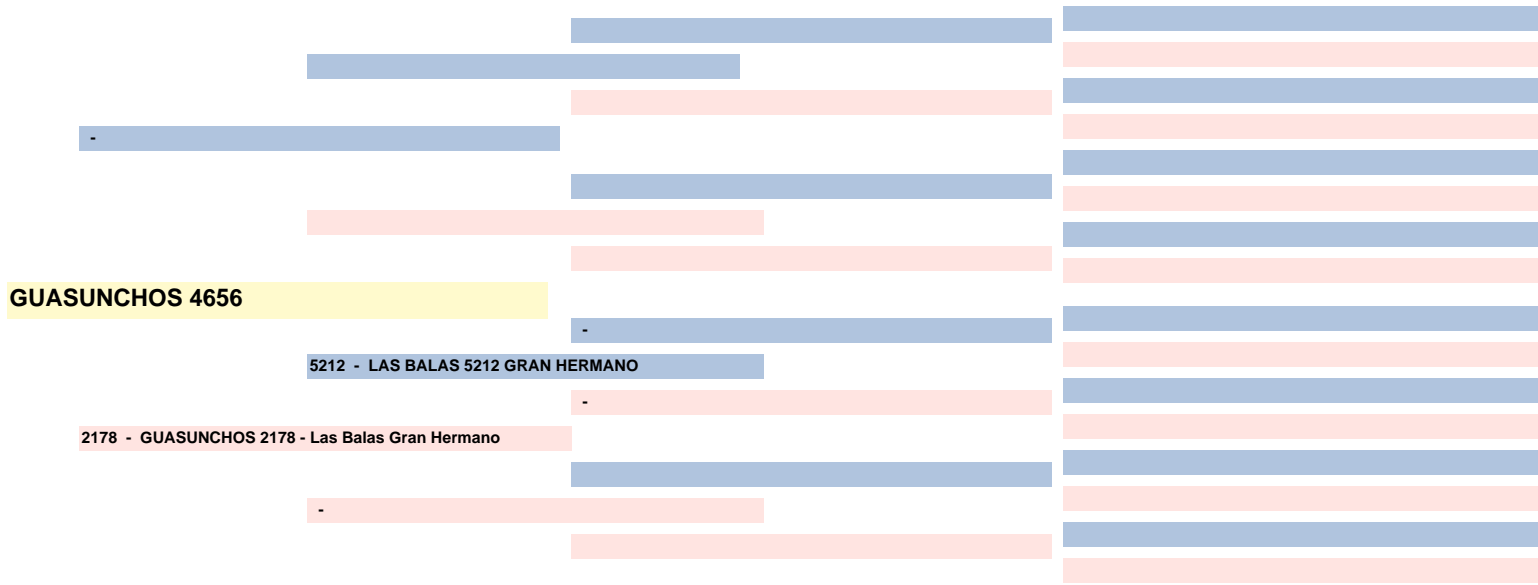 -
GUASUNCHOS 4656
-
5212 - LAS BALAS 5212 GRAN HERMANO
-
2178 - GUASUNCHOS 2178 - Las Balas Gran Hermano
-